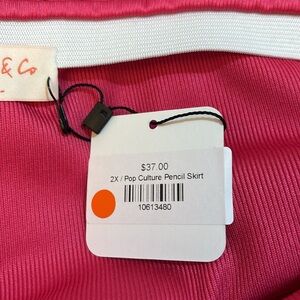 & Co
$37.00
2X / Pop Culture Pencil Skirt
10613480